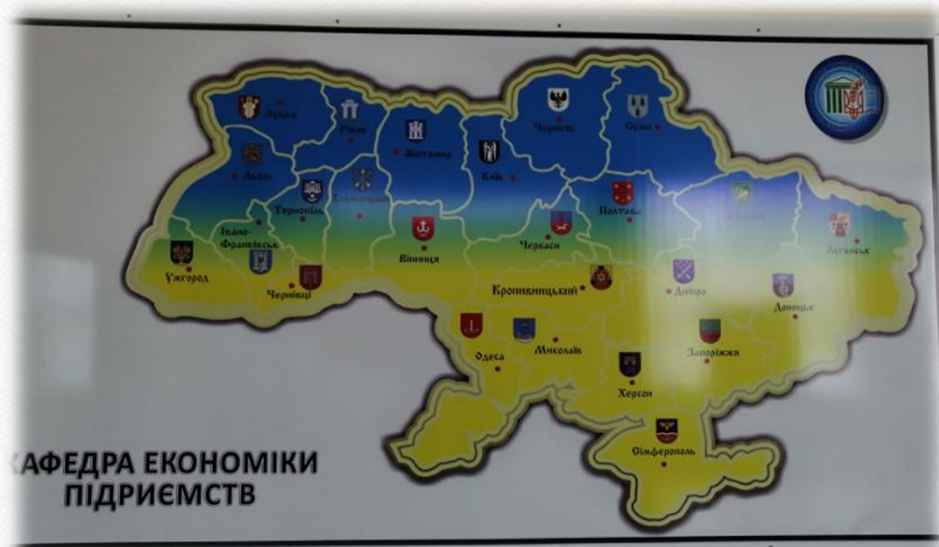 Луцьк
Рівне
Житомир
Чернігів
Суми
Львів
Київ
Тернопіль
Полтава
Івано-
Франківськ
Черкаси
Луганськ
Вінниця
Ужгород
Чернівці
Кропивницький
Дніпро
Донецьк
Одеса
Миколаїв
Запоріжжя
Херсон
Сімферополь
КАФЕДРА ЕКОНОМІКИ
ПІДРИЄМСТВ